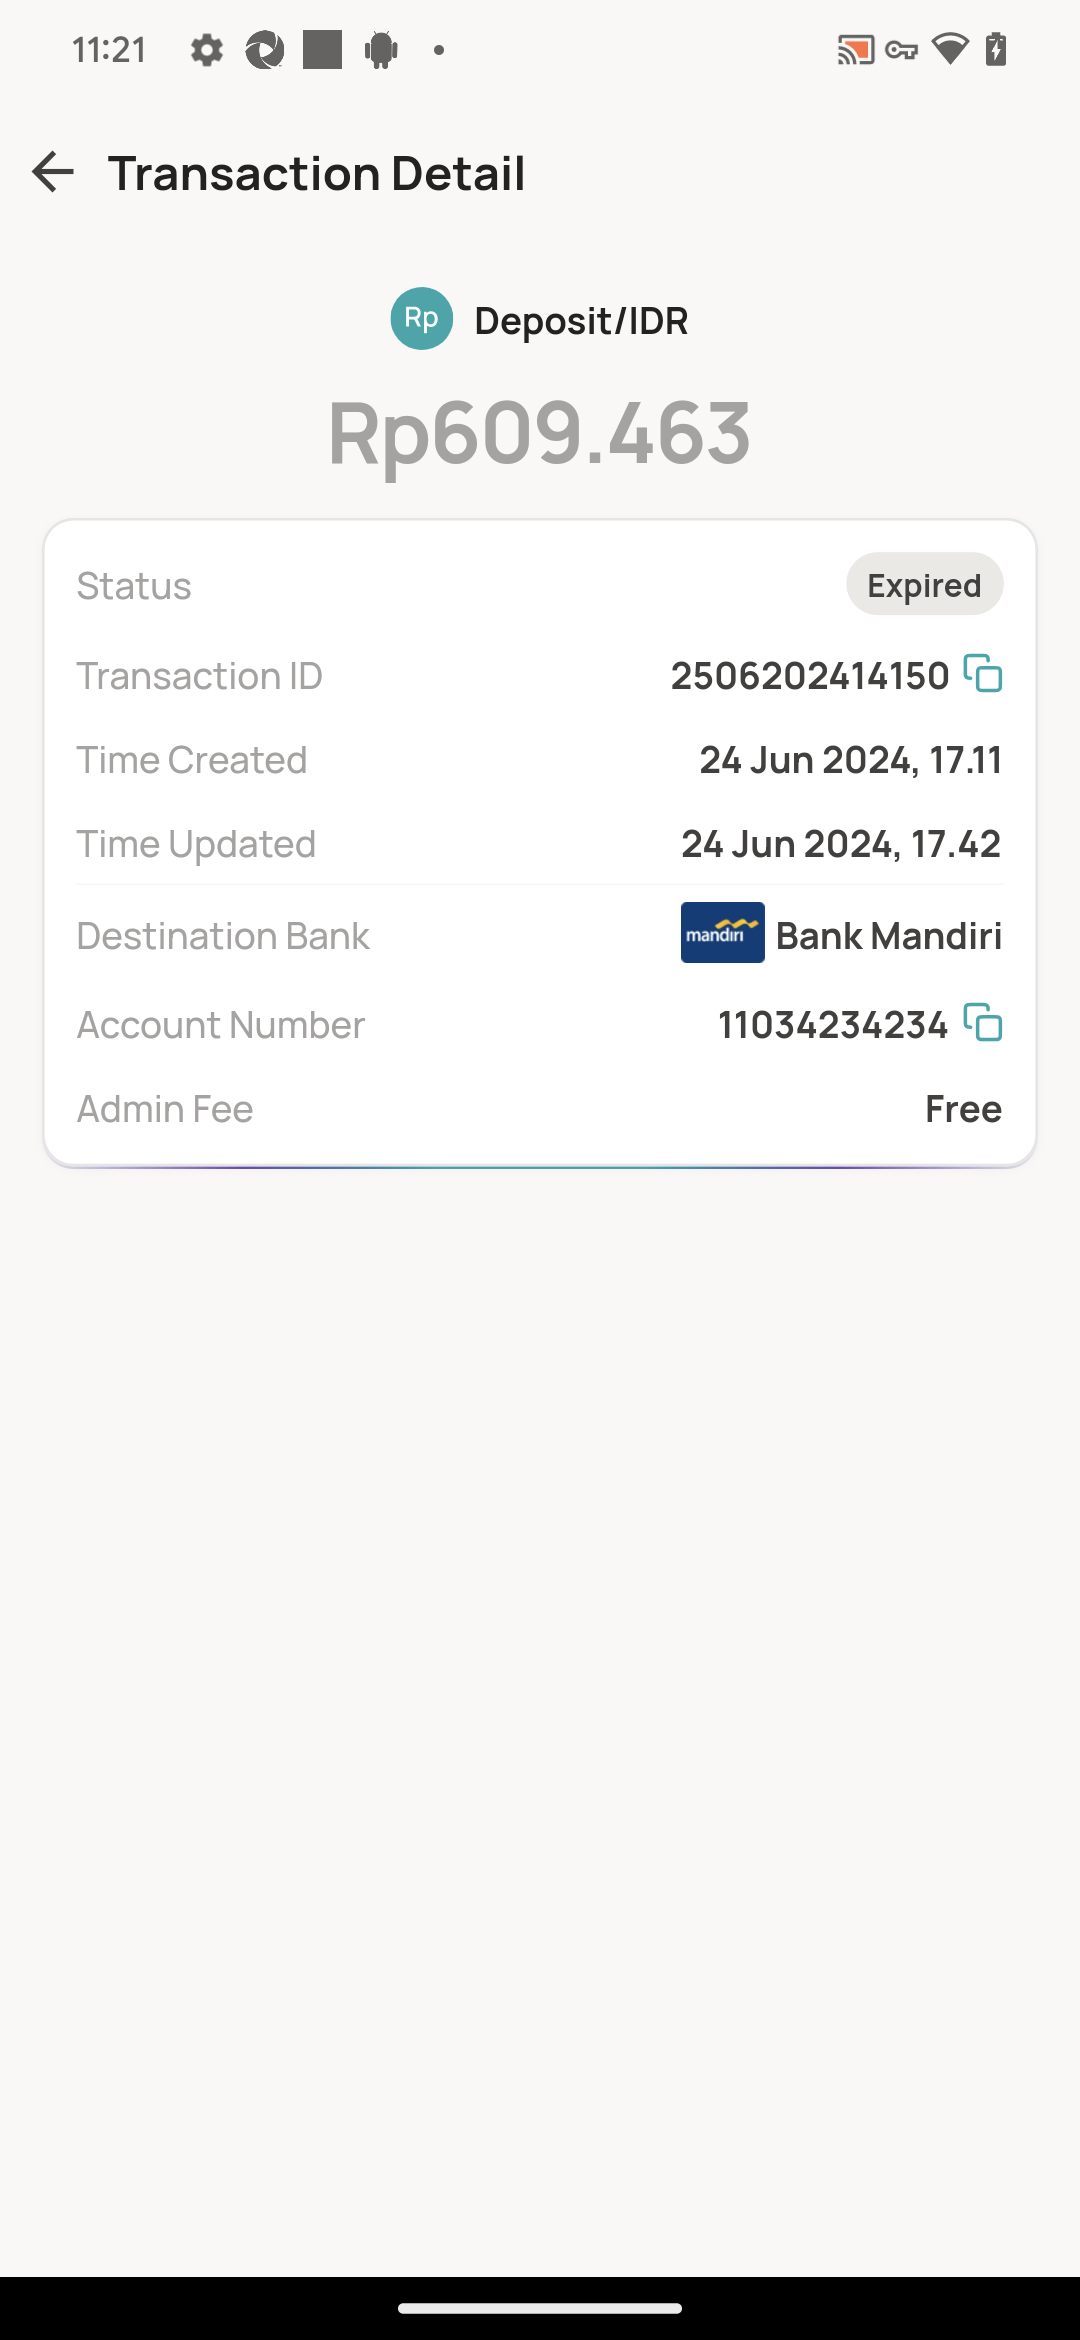 11:21
Transaction Detail
Rp Deposit/IDR
Rp609.463
Status Expired
Transaction ID 2506202414150
Time Created 24 Jun 2024, 17.11
Time Updated 24 Jun 2024, 17.42
Destination Bank mandiri Bank Mandiri
Account Number 11034234234
Admin Fee Free